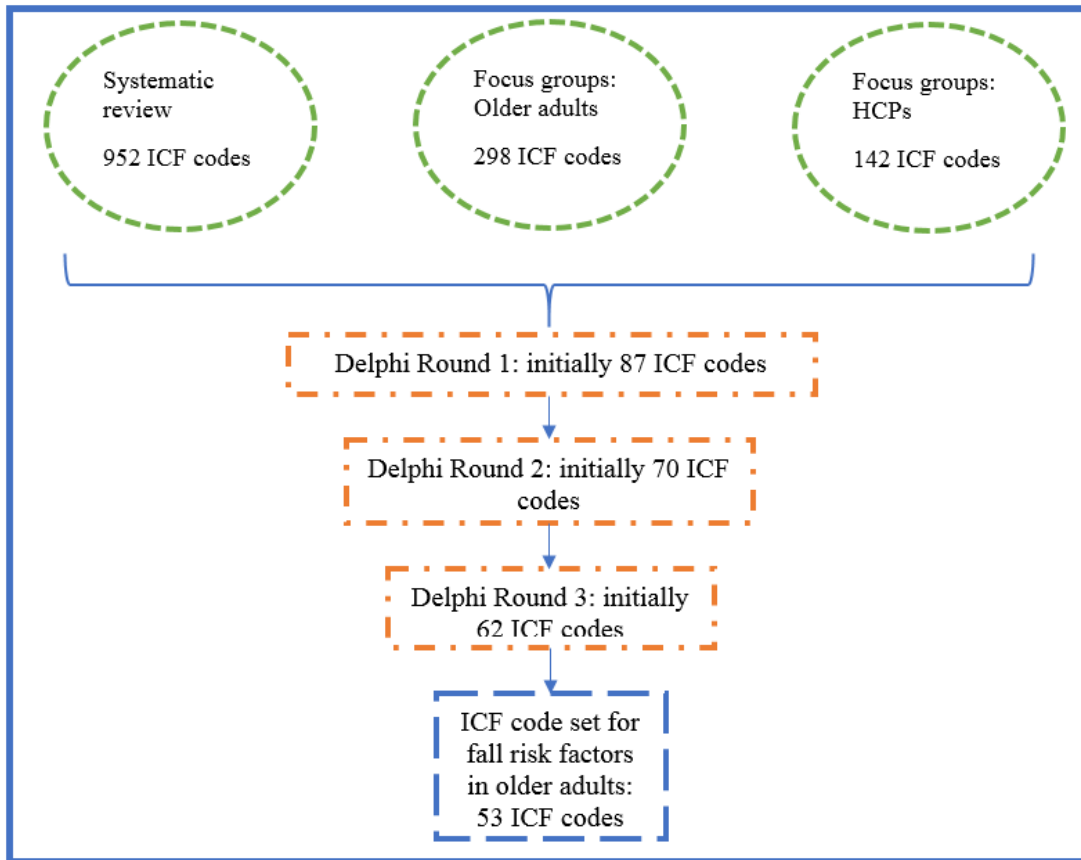 Systematic
review
952 ICF codes
Focus groups:
Older adults
298 ICF codes
Focus groups:
HCPs
142 ICF codes
Delphi Round 1: initially 87 ICF codes
Delphi Round 2: initially 70 ICF
codes
Delphi Round 3: initially
62 ICF codes
ICF code set for
fall risk factors
in older adults:
53 ICF codes